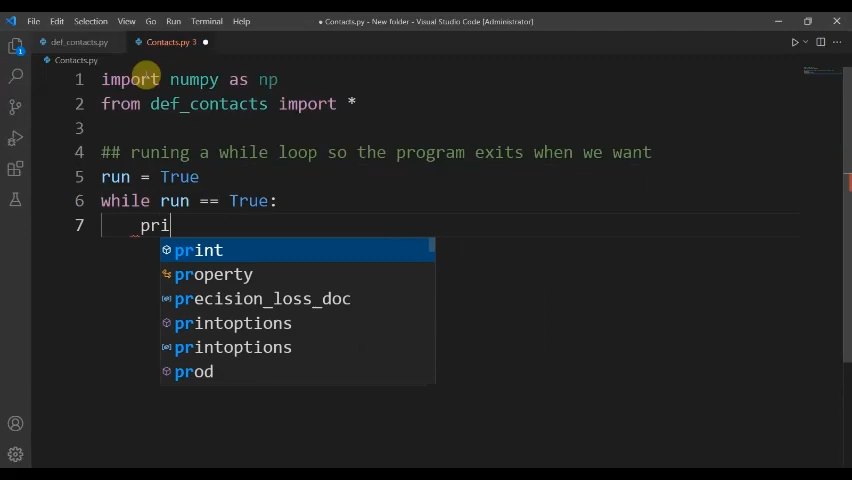 File Edit Selection View Go Run Terminal Help ● Contacts.py - New folder - Visual Studio Code [Administrator]
def_contacts.py Contacts.py 3
Contacts.py
1 import numpy as np
2 from def_contacts import *
3
4 ## runing a while loop so the program exits when we want
5 run = True
6 while run == True:
7 pri
print
property
precision_loss_doc
printoptions
printoptions
prod
1